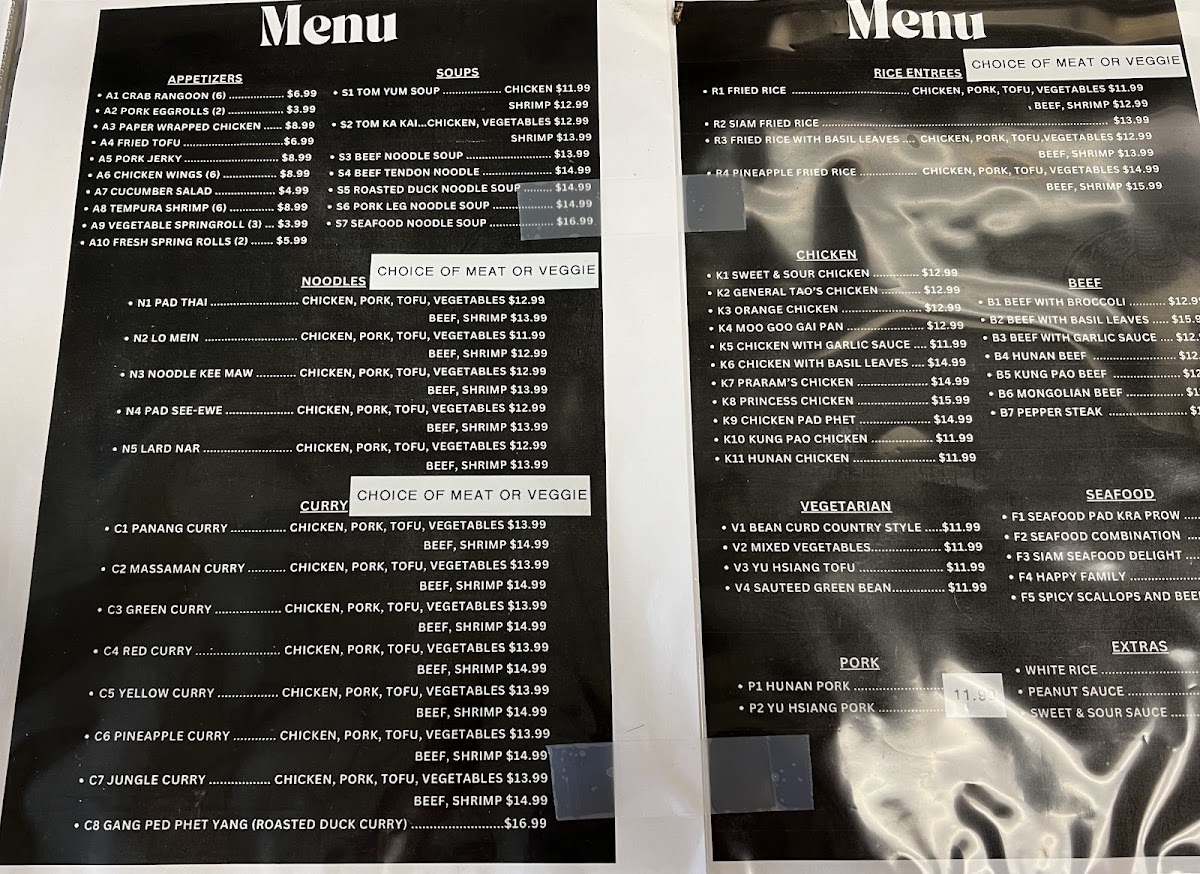 Menu
APPETIZERS
• A1 CRAB RANGOON (6) ................ $6.99
• A2 PORK EGGROLLS (2) ............... $3.99
• A3 PAPER WRAPPED CHICKEN ..... $8.99
• A4 FRIED TOFU ............................$6.99
• A5 PORK JERKY ........................... $8.99
• A6 CHICKEN WINGS (6) ............... $8.99
• A7 CUCUMBER SALAD ................. $4.99
• A8 TEMPURA SHRIMP (6) ............. $8.99
• A9 VEGETABLE SPRINGROLL (3) ... $3.99
• A10 FRESH SPRING ROLLS (2) ....... $5.99
SOUPS
• S1 TOM YUM SOUP ................ CHICKEN $11.99
SHRIMP $12.99
• S2 TOM KA KAI...CHICKEN, VEGETABLES $12.99
SHRIMP $13.99
• S3 BEEF NOODLE SOUP ....................... $13.99
• S4 BEEF TENDON NOODLE ................... $14.99
• S5 ROASTED DUCK NOODLE SOUP ........ $14.99
• S6 PORK LEG NOODLE SOUP ................ $14.99
• S7 SEAFOOD NOODLE SOUP ................. $16.99
NOODLES CHOICE OF MEAT OR VEGGIE
• N1 PAD THAI ....................... CHICKEN, PORK, TOFU, VEGETABLES $12.99
BEEF, SHRIMP $13.99
• N2 LO MEIN ........................ CHICKEN, PORK, TOFU, VEGETABLES $11.99
BEEF, SHRIMP $12.99
• N3 NOODLE KEE MAW .......... CHICKEN, PORK, TOFU, VEGETABLES $12.99
BEEF, SHRIMP $13.99
• N4 PAD SEE-EWE ................. CHICKEN, PORK, TOFU, VEGETABLES $12.99
BEEF, SHRIMP $13.99
• N5 LARD NAR ....................... CHICKEN, PORK, TOFU, VEGETABLES $12.99
BEEF, SHRIMP $13.99
CURRY CHOICE OF MEAT OR VEGGIE
• C1 PANANG CURRY .............. CHICKEN, PORK, TOFU, VEGETABLES $13.99
BEEF, SHRIMP $14.99
• C2 MASSAMAN CURRY .......... CHICKEN, PORK, TOFU, VEGETABLES $13.99
BEEF, SHRIMP $14.99
• C3 GREEN CURRY ................. CHICKEN, PORK, TOFU, VEGETABLES $13.99
BEEF, SHRIMP $14.99
• C4 RED CURRY ..................... CHICKEN, PORK, TOFU, VEGETABLES $13.99
BEEF, SHRIMP $14.99
• C5 YELLOW CURRY ............... CHICKEN, PORK, TOFU, VEGETABLES $13.99
BEEF, SHRIMP $14.99
• C6 PINEAPPLE CURRY ........... CHICKEN, PORK, TOFU, VEGETABLES $13.99
BEEF, SHRIMP $14.99
• C7 JUNGLE CURRY ................ CHICKEN, PORK, TOFU, VEGETABLES $13.99
BEEF, SHRIMP $14.99
• C8 GANG PED PHET YANG (ROASTED DUCK CURRY) .......................$16.99
Menu
RICE ENTREES CHOICE OF MEAT OR VEGGIE
• R1 FRIED RICE ............................. CHICKEN, PORK, TOFU, VEGETABLES $11.99
BEEF, SHRIMP $12.99
• R2 SIAM FRIED RICE ............................................................ $13.99
• R3 FRIED RICE WITH BASIL LEAVES .... CHICKEN, PORK, TOFU,VEGETABLES $12.99
BEEF, SHRIMP $13.99
• R4 PINEAPPLE FRIED RICE ............... CHICKEN, PORK, TOFU, VEGETABLES $14.99
BEEF, SHRIMP $15.99
CHICKEN
• K1 SWEET & SOUR CHICKEN ............ $12.99
• K2 GENERAL TAO'S CHICKEN .......... $12.99
• K3 ORANGE CHICKEN ..................... $12.99
• K4 MOO GOO GAI PAN ................... $12.99
• K5 CHICKEN WITH GARLIC SAUCE .... $11.99
• K6 CHICKEN WITH BASIL LEAVES .... $14.99
• K7 PRARAM'S CHICKEN ................... $14.99
• K8 PRINCESS CHICKEN ................... $15.99
• K9 CHICKEN PAD PHET ................... $14.99
• K10 KUNG PAO CHICKEN ................ $11.99
• K11 HUNAN CHICKEN ..................... $11.99
BEEF
• B1 BEEF WITH BROCCOLI .............. $12.9
• B2 BEEF WITH BASIL LEAVES ..... $15.9
• B3 BEEF WITH GARLIC SAUCE .... $12.
• B4 HUNAN BEEF ....................... $12.
• B5 KUNG PAO BEEF .................. $12
• B6 MONGOLIAN BEEF ................ $1
• B7 PEPPER STEAK ..................... $
VEGETARIAN
• V1 BEAN CURD COUNTRY STYLE .....$11.99
• V2 MIXED VEGETABLES.................. $11.99
• V3 YU HSIANG TOFU ..................... $11.99
• V4 SAUTEED GREEN BEAN.............. $11.99
SEAFOOD
• F1 SEAFOOD PAD KRA PROW ....
• F2 SEAFOOD COMBINATION ...
• F3 SIAM SEAFOOD DELIGHT ....
• F4 HAPPY FAMILY ..................
• F5 SPICY SCALLOPS AND BEE
PORK
• P1 HUNAN PORK ....................... 11.99
• P2 YU HSIANG PORK ...................
EXTRAS
• WHITE RICE .......................
• PEANUT SAUCE ..................
• SWEET & SOUR SAUCE .......